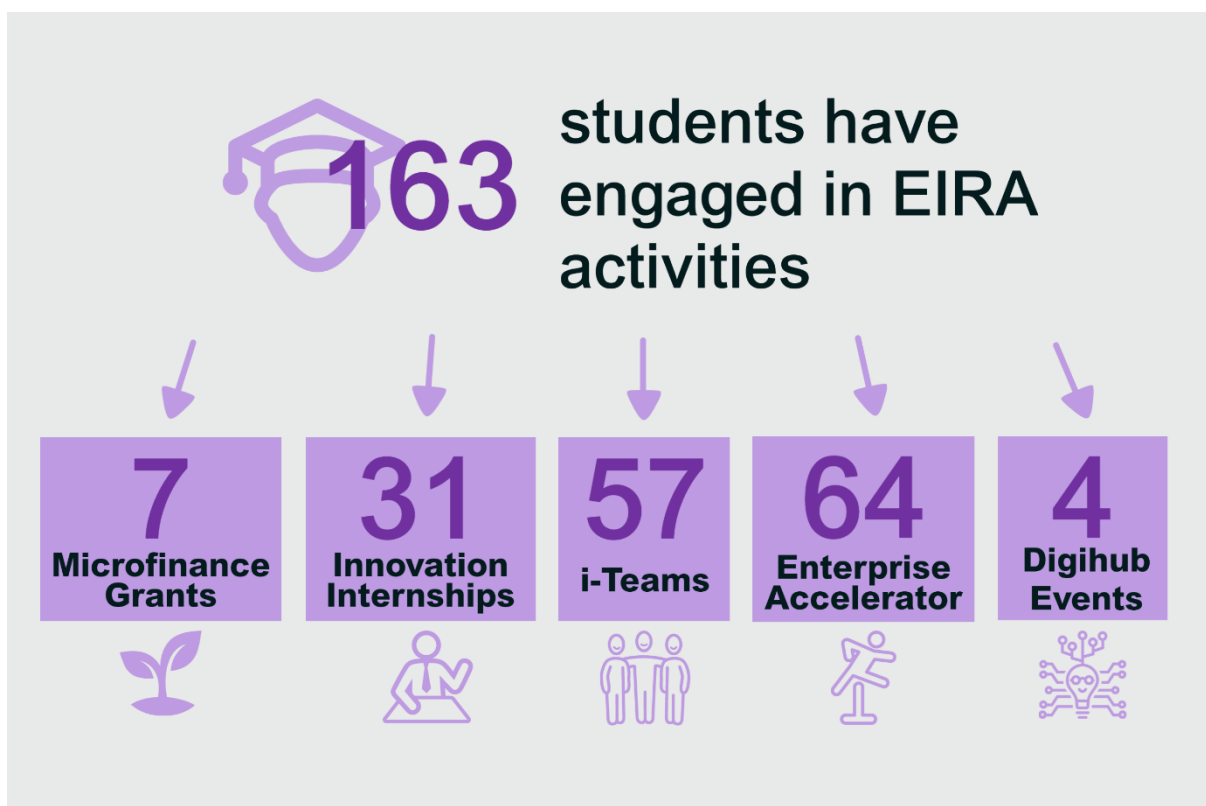 163
students have
engaged in EIRA
activities
7
Microfinance
Grants
31
Innovation
Internships
57
i-Teams
64
Enterprise
Accelerator
4
Digihub
Events